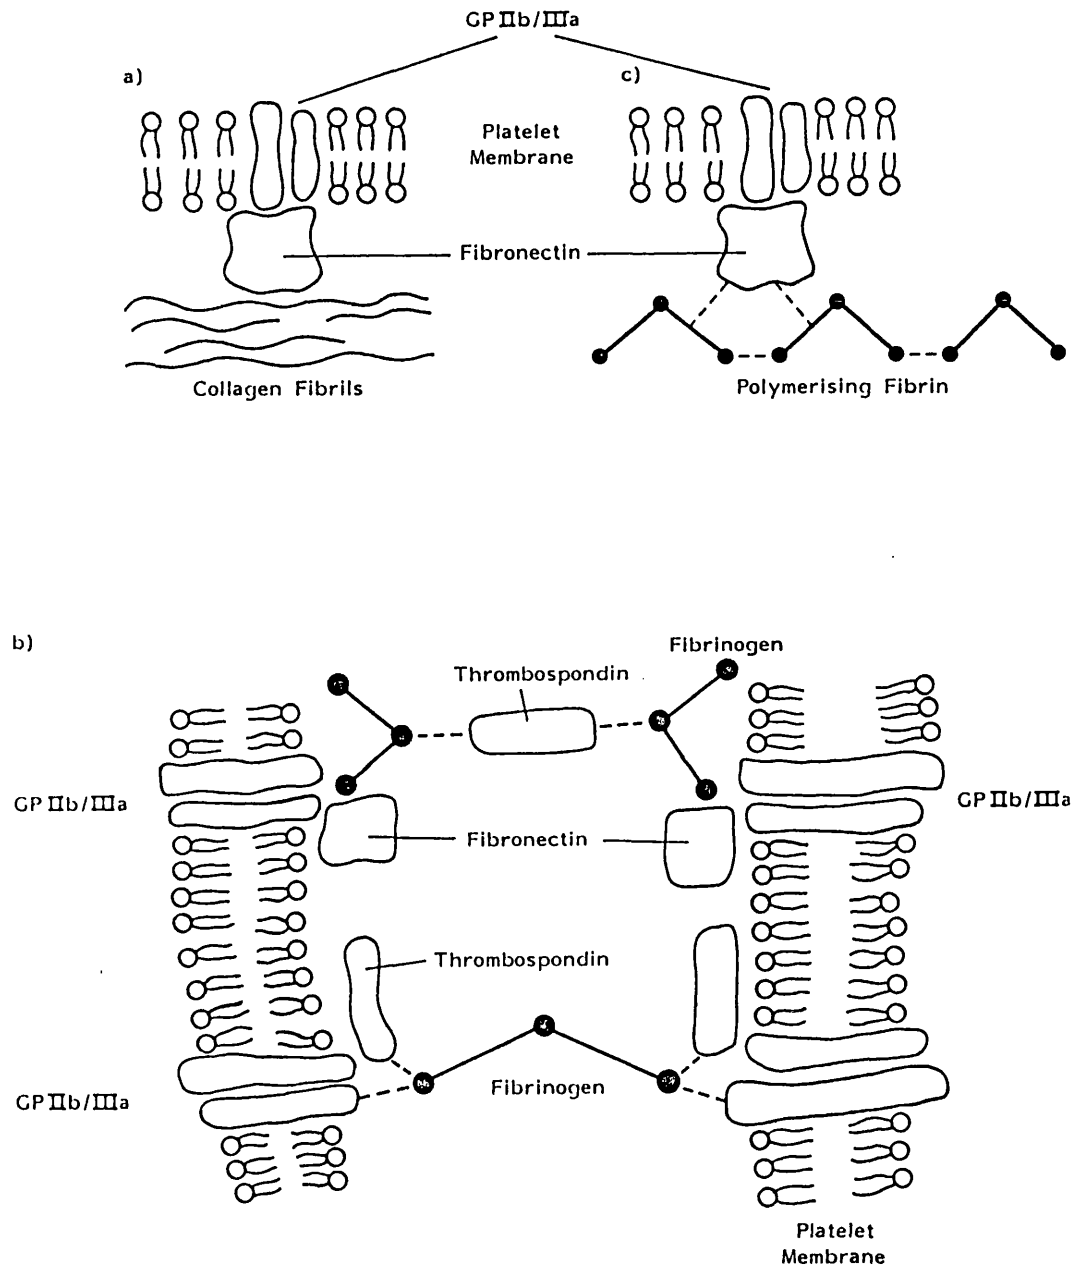 GP IIb/IIIa
a)
c)
Platelet
Membrane
Fibronectin
Collagen Fibrils
Polymerising Fibrin
b)
Fibrinogen
Thrombospondin
GP IIb/IIIa
GP IIb/IIIa
Fibronectin
Thrombospondin
Fibrinogen
GP IIb/IIIa
Platelet
Membrane